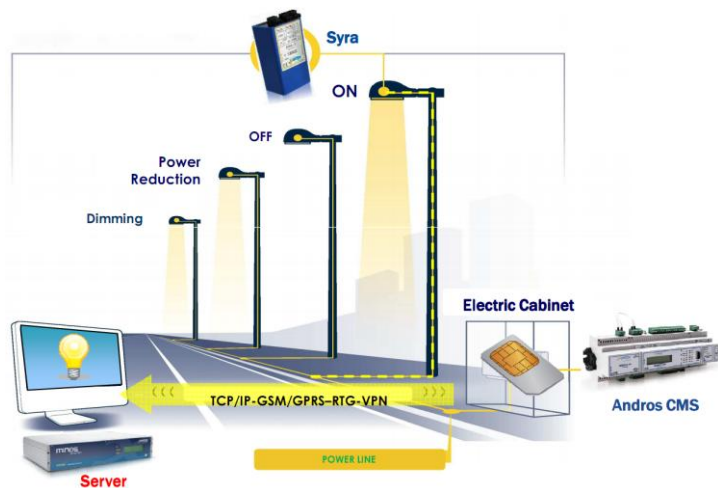 Syra
ON
OFF
Power
Reduction
Dimming
Electric Cabinet
TCP/IP-GSM/GPRS–RTG-VPN
Andros CMS
POWER LINE
minos
Server